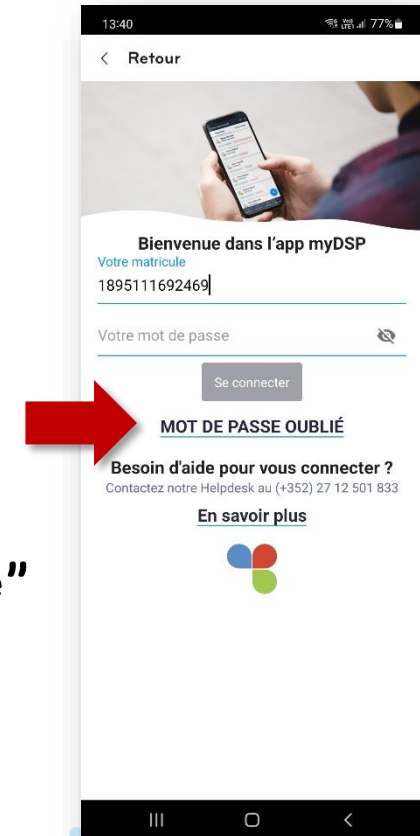 13:40
Vo)) LTE1 77%
Retour
Bienvenue dans l'app myDSP
Votre matricule
1895111692469
Votre mot de passe
Se connecter
MOT DE PASSE OUBLIÉ
Besoin d'aide pour vous connecter ?
Contactez notre Helpdesk au (+352) 27 12 501 833
En savoir plus
"